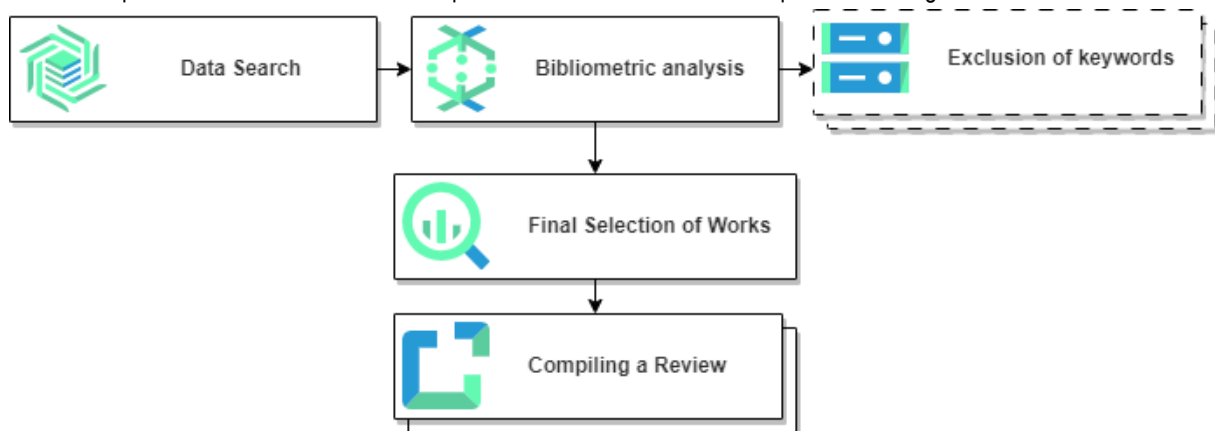 Data Search
Bibliometric analysis
Exclusion of keywords
Final Selection of Works
Compiling a Review